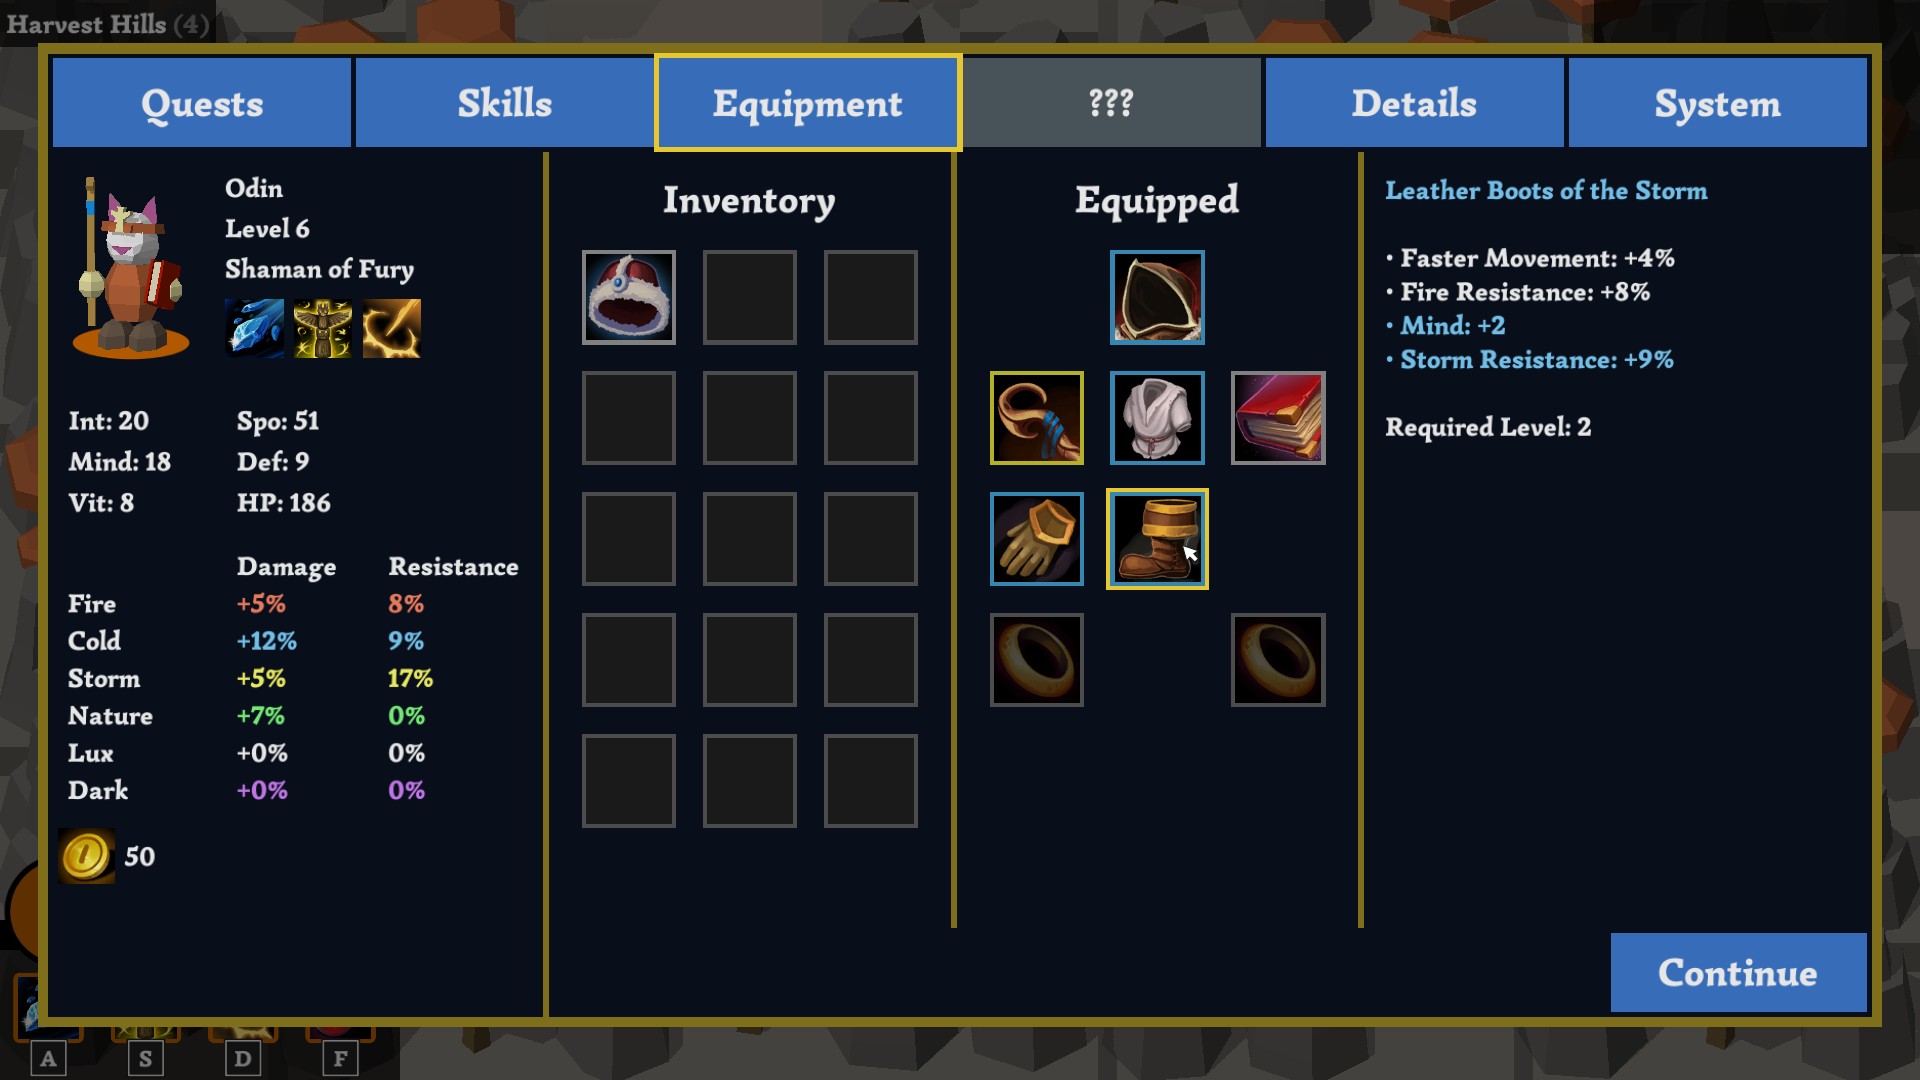 Harvest Hills (4)
Quests
Skills
Equipment
???
Details
System
Odin
Level 6
Shaman of Fury
Int: 20
Spo: 51
Mind: 18
Def: 9
Vit: 8
HP: 186
Damage
Resistance
Fire +5% 8%
Cold +12% 9%
Storm +5% 17%
Nature +7% 0%
Lux +0% 0%
Dark +0% 0%
50
Inventory
Equipped
Leather Boots of the Storm
• Faster Movement: +4%
• Fire Resistance: +8%
• Mind: +2
• Storm Resistance: +9%
Required Level: 2
Continue
A
S
D
F